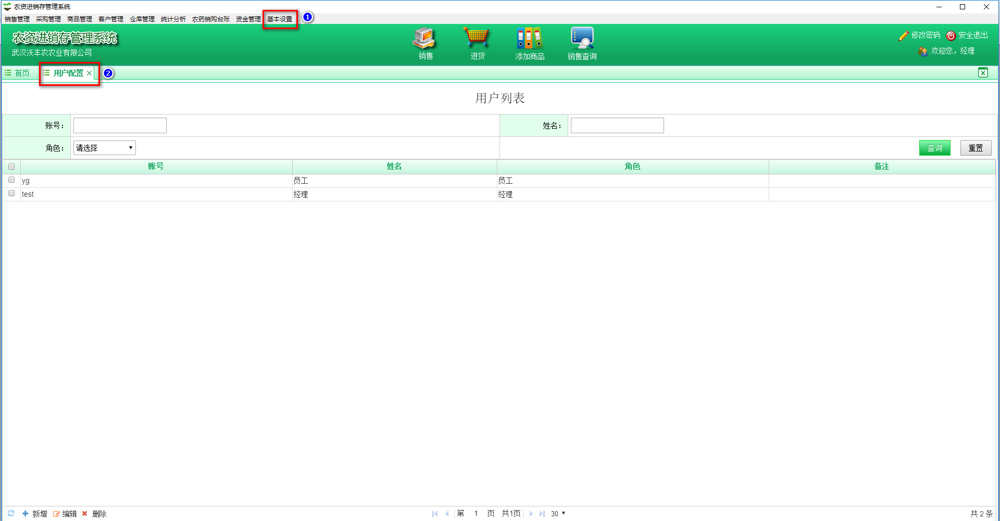 农资进销存管理系统
销售管理 采购管理 商品管理 客户管理 仓库管理 统计分析 农药销购台账 资金管理 基本设置 1
农资进销存管理系统
武汉沃丰农农业有限公司
销售 进货 添加商品 销售查询
修改密码 安全退出
欢迎您，经理
首页 用户配置 2
用户列表
账号： 姓名：
角色： 请选择 查询 重置
账号 姓名 角色 备注
yg 员工 员工
test 经理 经理
新增 编辑 删除 第 1 页 共1页 30 共 2 条